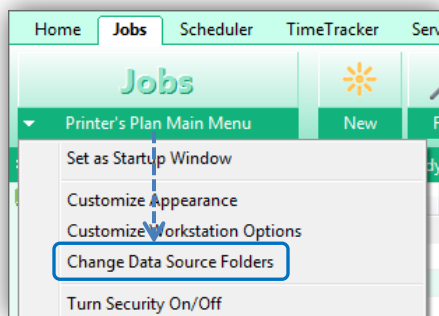 Home Jobs Scheduler TimeTracker
Jobs
Printer's Plan Main Menu New
Set as Startup Window
Customize Appearance
Customize Workstation Options
Change Data Source Folders
Turn Security On/Off